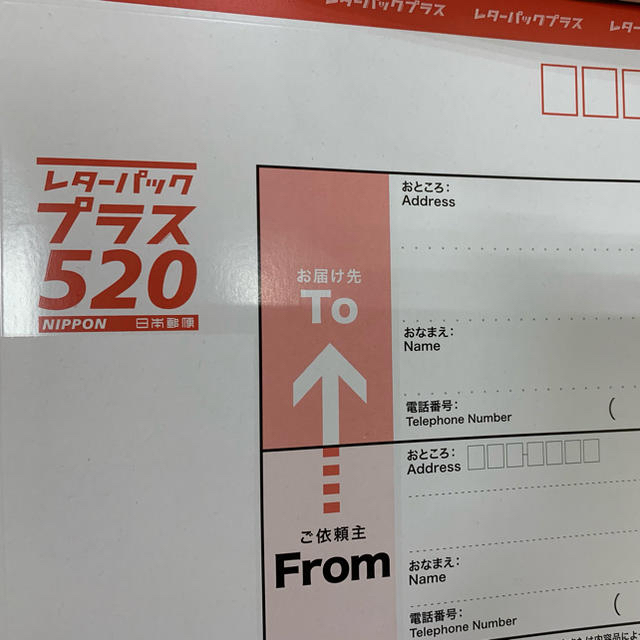 レターパックプラス レターパックプラス レタ
レターパック
プラス
520
NIPPON 日本郵便
お届け先
To
おところ:
Address
おなまえ:
Name
電話番号:
Telephone Number (
ご依頼主
From
おところ:
Address
おなまえ:
Name
電話番号:
Telephone Number (